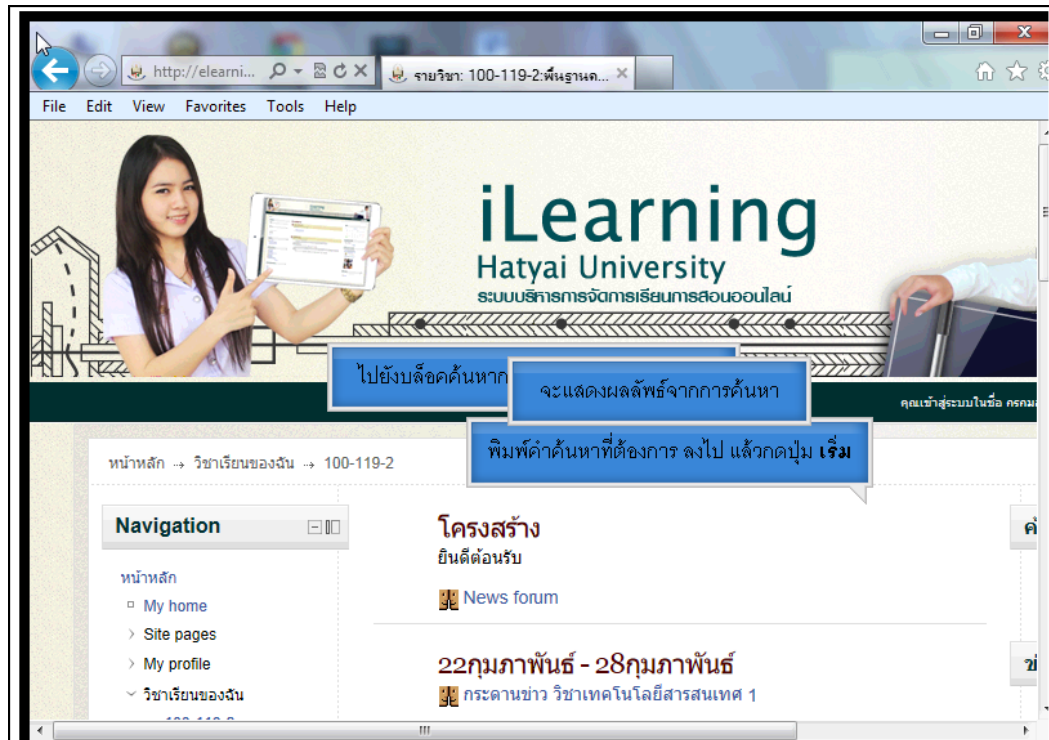 http://elearni...
รายวิชา: 100-119-2:พื้นฐานค...
File Edit View Favorites Tools Help
iLearning
Hatyai University
ระบบบริหารการจัดการเรียนการสอนออนไลน์
ไปยังบล็อคค้นหา
จะแสดงผลลัพธ์จากการค้นหา
คุณเข้าสู่ระบบในชื่อ
พิมพ์คำค้นหาที่ต้องการ ลงไป แล้วกดปุ่ม เริ่ม
หน้าหลัก → วิชาเรียนของฉัน → 100-119-2
Navigation
โครงสร้าง
ยินดีต้อนรับ
หน้าหลัก
My home
News forum
Site pages
My profile
22กุมภาพันธ์ - 28กุมภาพันธ์
วิชาเรียนของฉัน
กระดานข่าว วิชาเทคโนโลยีสารสนเทศ 1